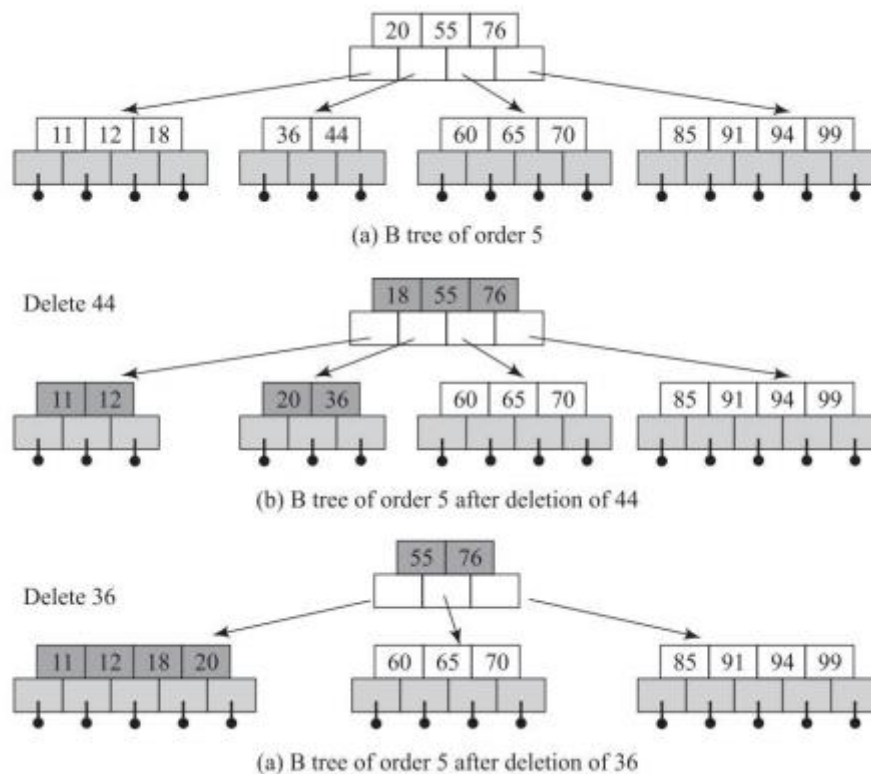 20 55 76
11 12 18 36 44 60 65 70 85 91 94 99
(a) B tree of order 5
Delete 44
18 55 76
11 12 20 36 60 65 70 85 91 94 99
(b) B tree of order 5 after deletion of 44
55 76
Delete 36
11 12 18 20 60 65 70 85 91 94 99
(a) B tree of order 5 after deletion of 36